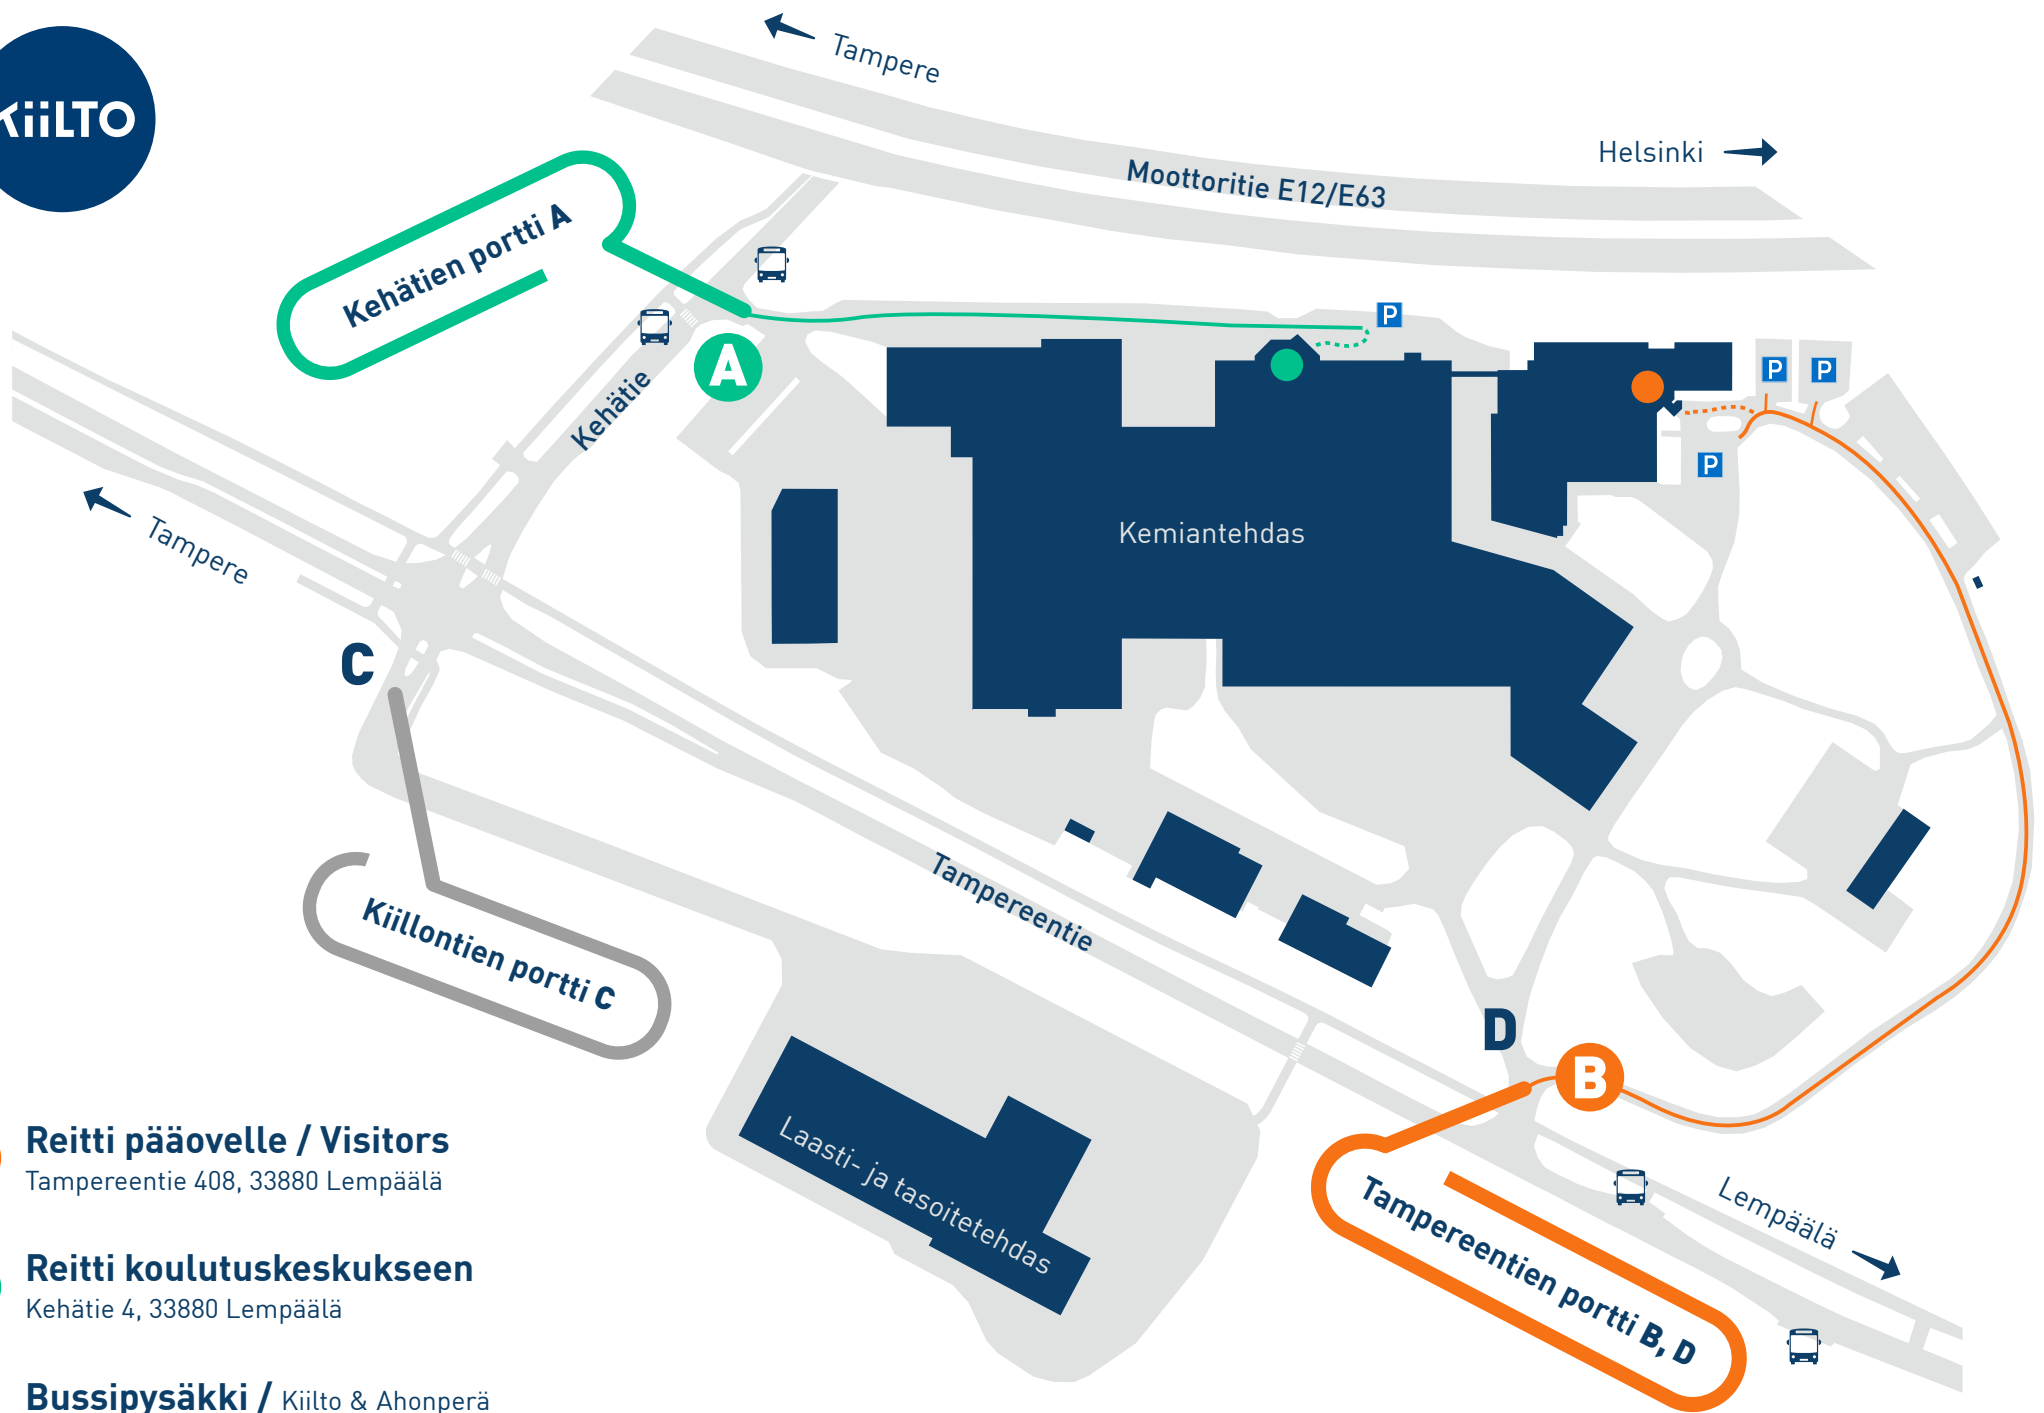 KiiLTO
Tampere
Helsinki
Moottoritie E12/E63
Kehätien portti A
P
A
Kehätie
P
P
P
Tampere
Kemiantehdas
C
Kiillontien portti C
Tampereentie
D
B
Laasti- ja tasoitetehdas
Tampereentien portti B, D
Lempäälä
Reitti pääovelle / Visitors
Tampereentie 408, 33880 Lempäälä
Reitti koulutuskeskukseen
Kehätie 4, 33880 Lempäälä
Bussipysäkki / Kiilto & Ahonperä